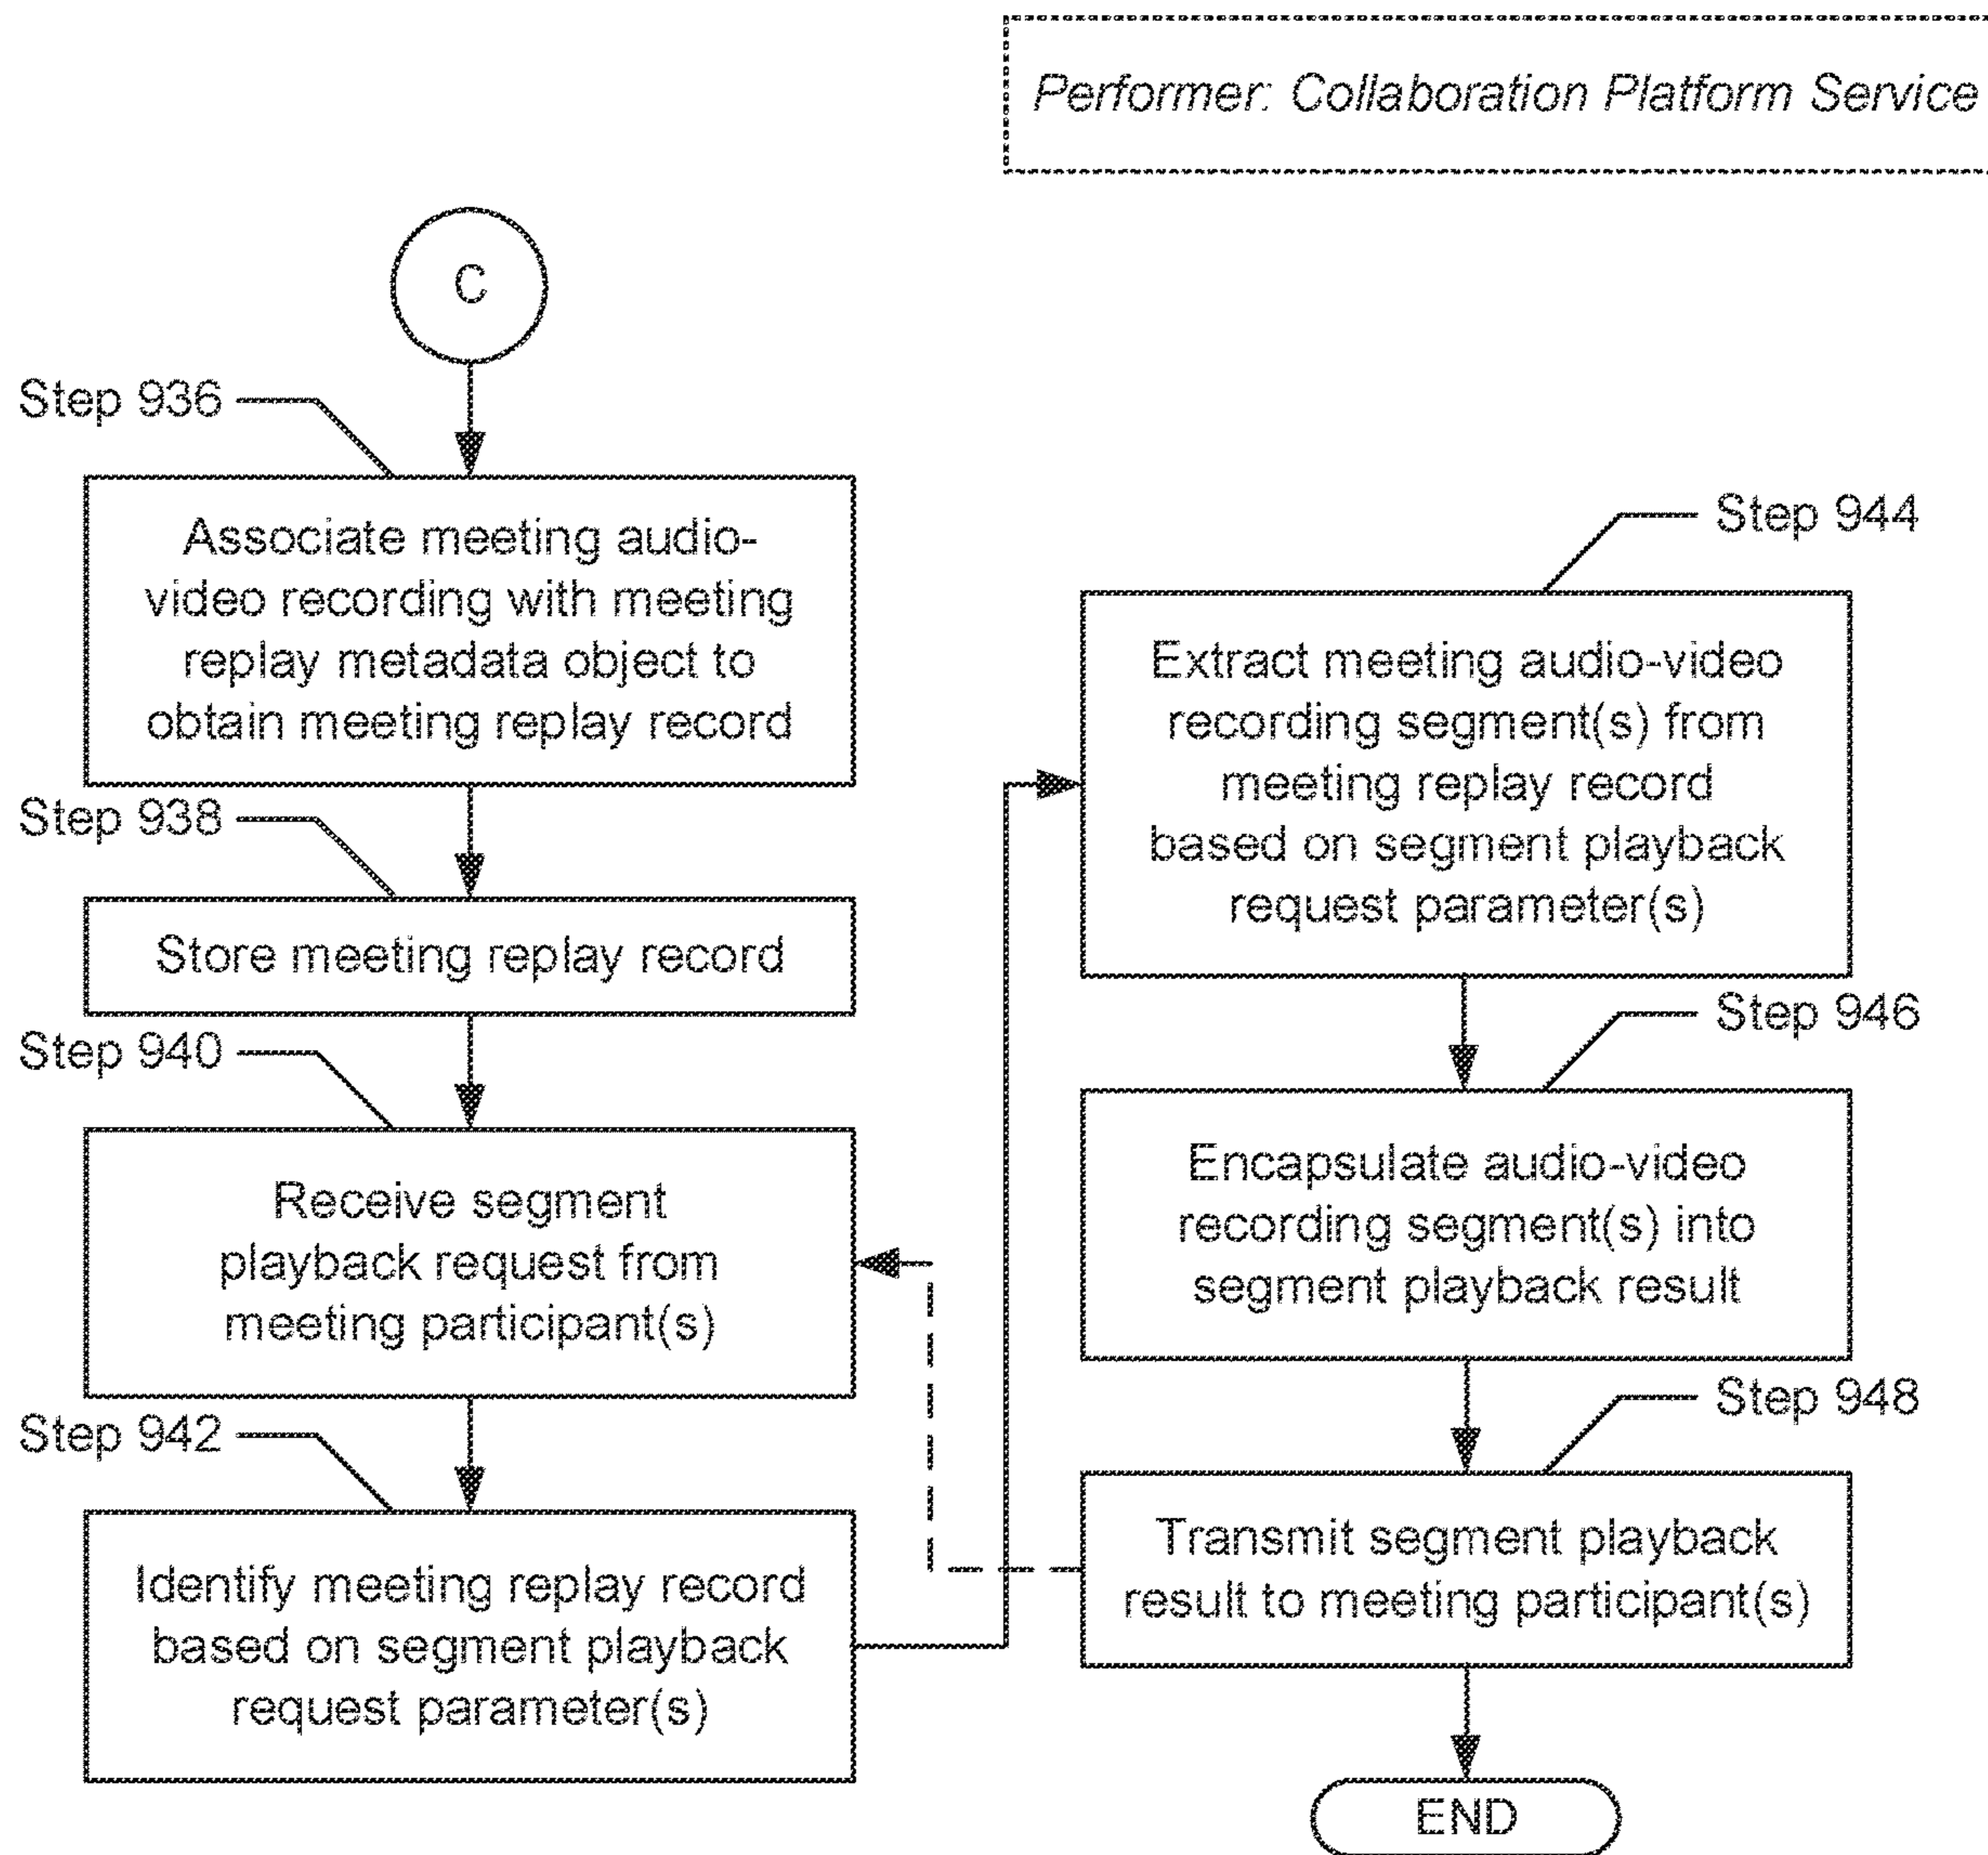 Performer: Collaboration Platform Service
C
Step 936
Associate meeting audio-
video recording with meeting
replay metadata object to
obtain meeting replay record
Step 938
Store meeting replay record
Step 940
Receive segment
playback request from
meeting participant(s)
Step 942
Identify meeting replay record
based on segment playback
request parameter(s)
Step 944
Extract meeting audio-video
recording segment(s) from
meeting replay record
based on segment playback
request parameter(s)
Step 946
Encapsulate audio-video
recording segment(s) into
segment playback result
Step 948
Transmit segment playback
result to meeting participant(s)
END